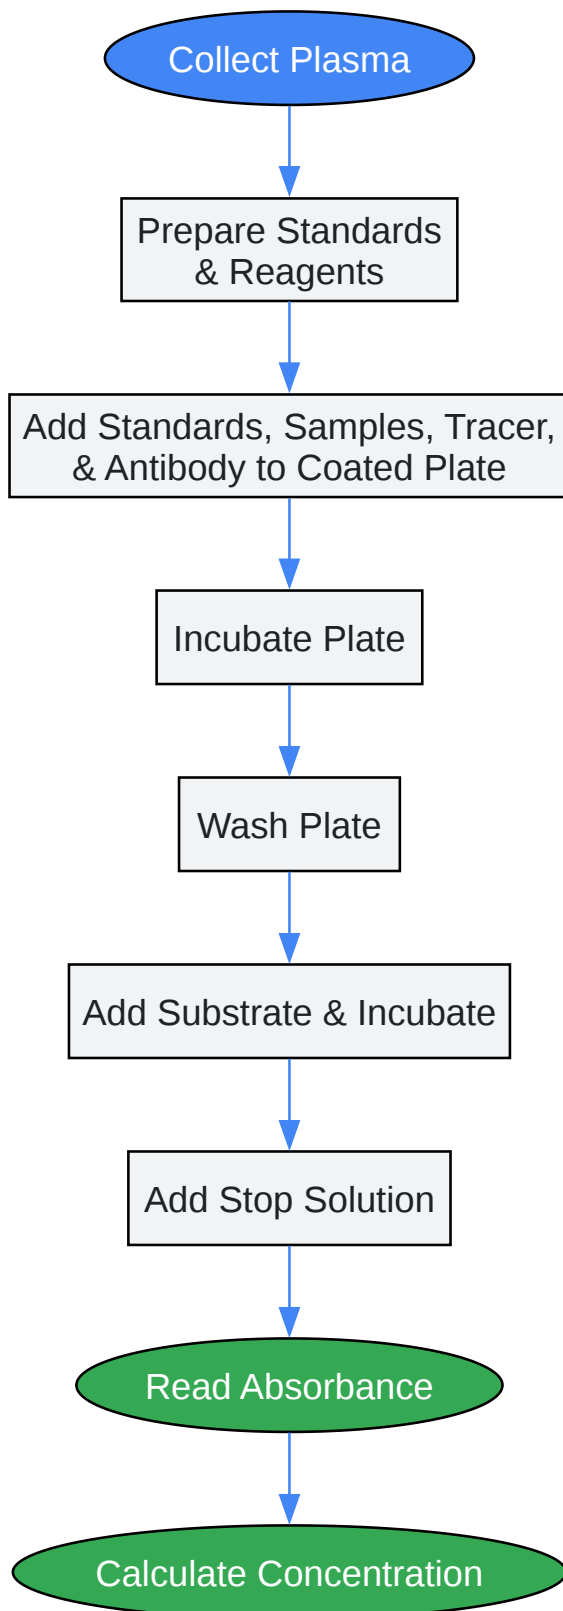 Collect Plasma
Prepare Standards
& Reagents
Add Standards, Samples, Tracer,
& Antibody to Coated Plate
Incubate Plate
Wash Plate
Add Substrate & Incubate
Add Stop Solution
Read Absorbance
Calculate Concentration